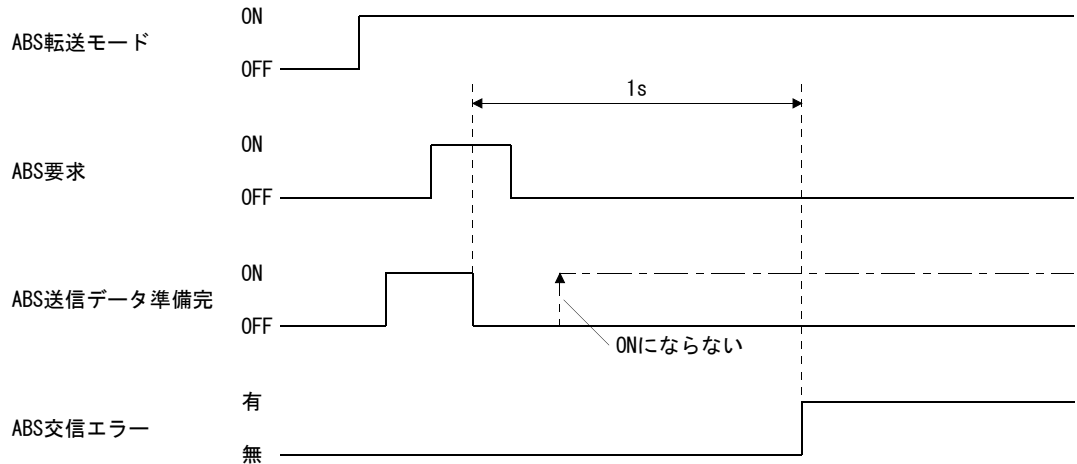 ON
ABS転送モード
OFF
1s
ON
ABS要求
OFF
ON
ABS送信データ準備完
OFF
ONにならない
有
ABS交信エラー
無